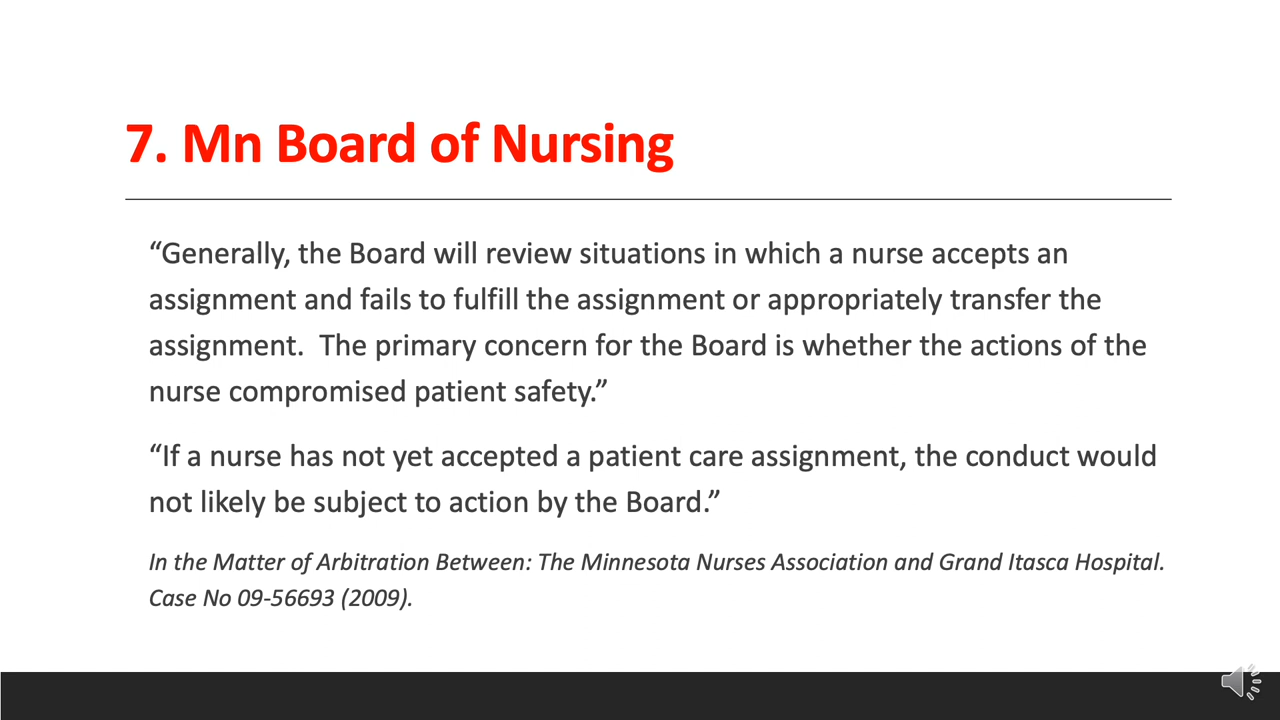 7. Mn Board of Nursing
“Generally, the Board will review situations in which a nurse accepts an
assignment and fails to fulfill the assignment or appropriately transfer the
assignment.  The primary concern for the Board is whether the actions of the
nurse compromised patient safety.”
“If a nurse has not yet accepted a patient care assignment, the conduct would
not likely be subject to action by the Board.”
In the Matter of Arbitration Between: The Minnesota Nurses Association and Grand Itasca Hospital.
Case No 09-56693 (2009).